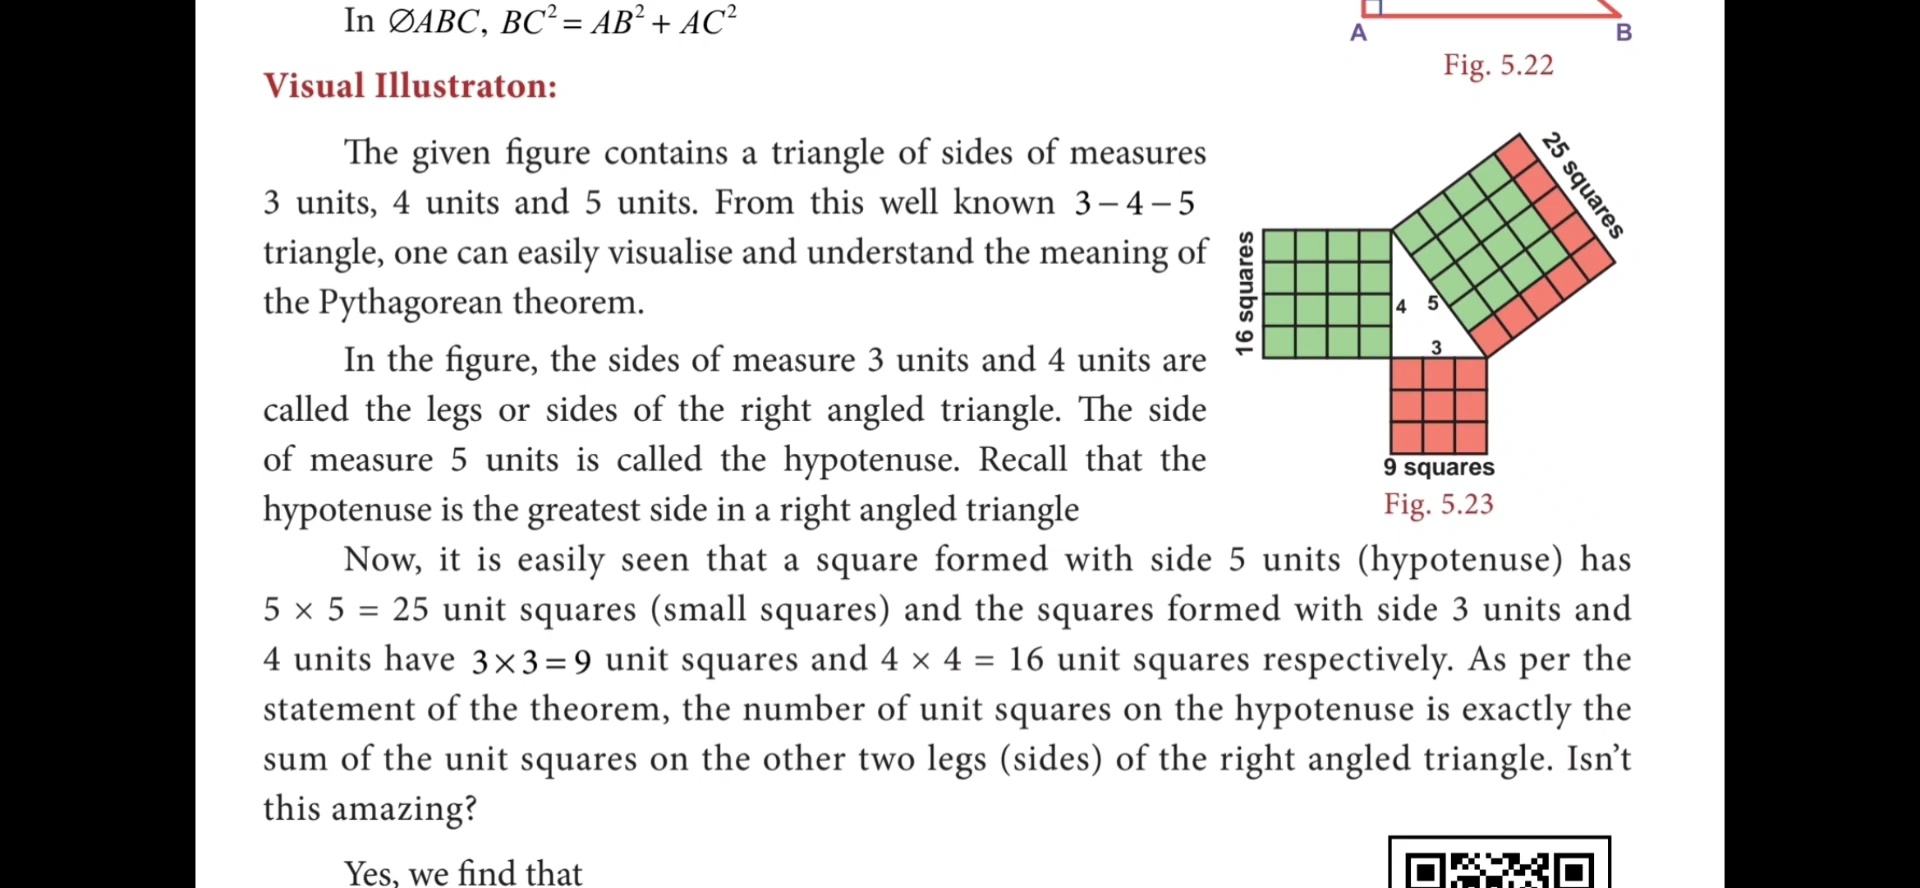 In ∅ABC, BC² = AB² + AC²
A
B
Fig. 5.22
Visual Illustraton:
The given figure contains a triangle of sides of measures
3 units, 4 units and 5 units. From this well known 3 – 4 – 5
triangle, one can easily visualise and understand the meaning of
the Pythagorean theorem.
In the figure, the sides of measure 3 units and 4 units are
called the legs or sides of the right angled triangle. The side
of measure 5 units is called the hypotenuse. Recall that the
hypotenuse is the greatest side in a right angled triangle
16 squares
25 squares
4
5
3
9 squares
Fig. 5.23
Now, it is easily seen that a square formed with side 5 units (hypotenuse) has
5 × 5 = 25 unit squares (small squares) and the squares formed with side 3 units and
4 units have 3×3=9 unit squares and 4 × 4 = 16 unit squares respectively. As per the
statement of the theorem, the number of unit squares on the hypotenuse is exactly the
sum of the unit squares on the other two legs (sides) of the right angled triangle. Isn’t
this amazing?
Yes, we find that